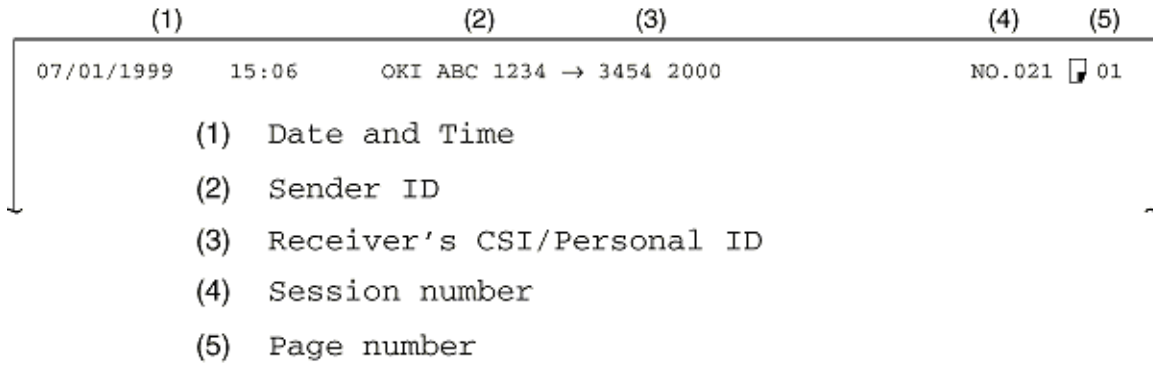 (1) (2) (3) (4) (5)
07/01/1999 15:06 OKI ABC 1234 → 3454 2000 NO.021 01
(1) Date and Time
(2) Sender ID
(3) Receiver's CSI/Personal ID
(4) Session number
(5) Page number